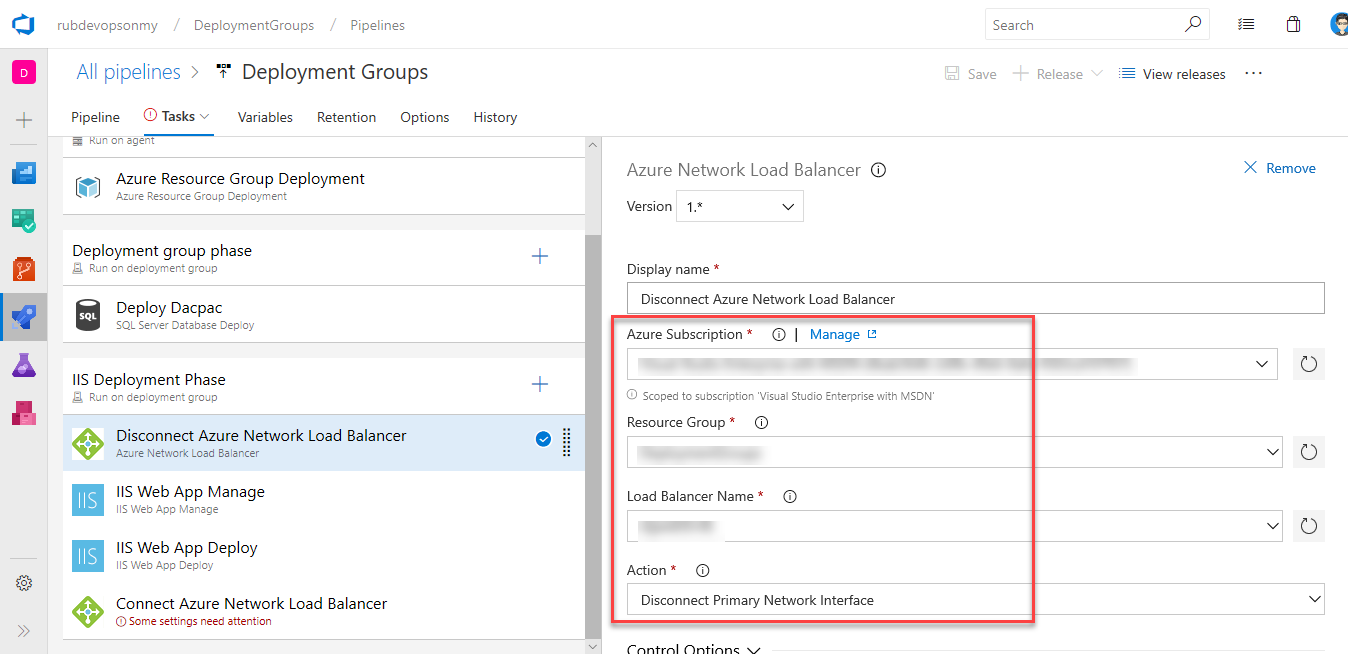 rubdevopsonmy / DeploymentGroups / Pipelines
Search
D
All pipelines > Deployment Groups
Save
Release
View releases
Pipeline
Tasks
Variables
Retention
Options
History
Run on agent
Azure Resource Group Deployment
Azure Resource Group Deployment
Deployment group phase
Run on deployment group
SQL
Deploy Dacpac
SQL Server Database Deploy
IIS Deployment Phase
Run on deployment group
Disconnect Azure Network Load Balancer
Azure Network Load Balancer
IIS
IIS Web App Manage
IIS Web App Manage
IIS
IIS Web App Deploy
IIS Web App Deploy
Connect Azure Network Load Balancer
Some settings need attention
Azure Network Load Balancer
Remove
Version 1.*
Display name *
Disconnect Azure Network Load Balancer
Azure Subscription * | Manage
Scoped to subscription 'Visual Studio Enterprise with MSDN'
Resource Group *
Load Balancer Name *
Action *
Disconnect Primary Network Interface
Control Options